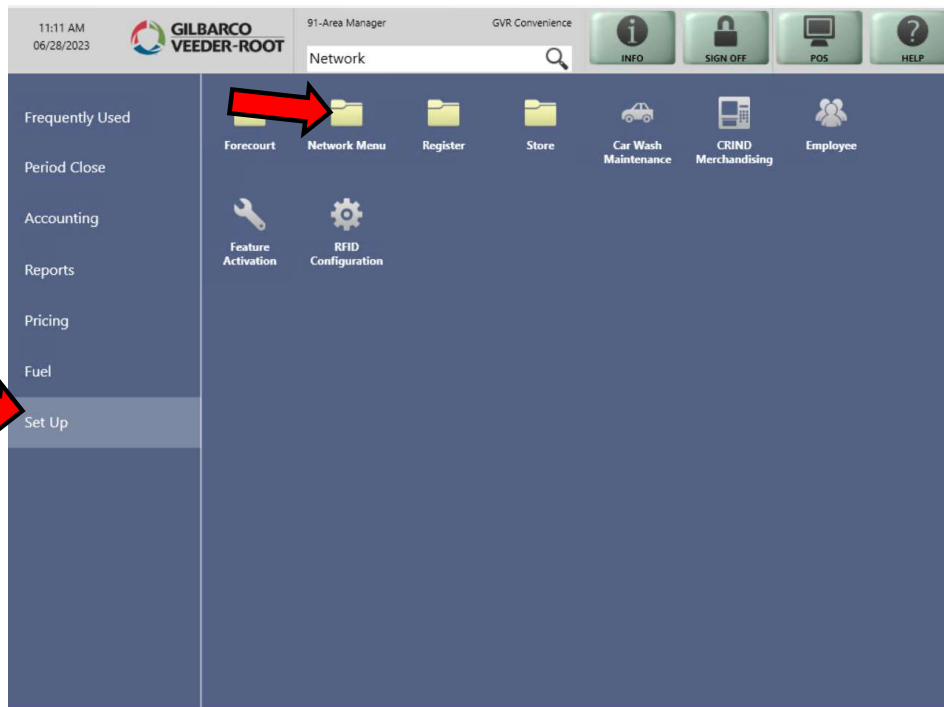 11:11 AM
06/28/2023
GILBARCO
VEEDER-ROOT
91-Area Manager
GVR Convenience
Network
INFO
SIGN OFF
POS
HELP
Frequently Used
Period Close
Accounting
Reports
Pricing
Fuel
Set Up
Forecourt
Network Menu
Register
Store
Car Wash
Maintenance
CRIND
Merchandising
Employee
Feature
Activation
RFID
Configuration